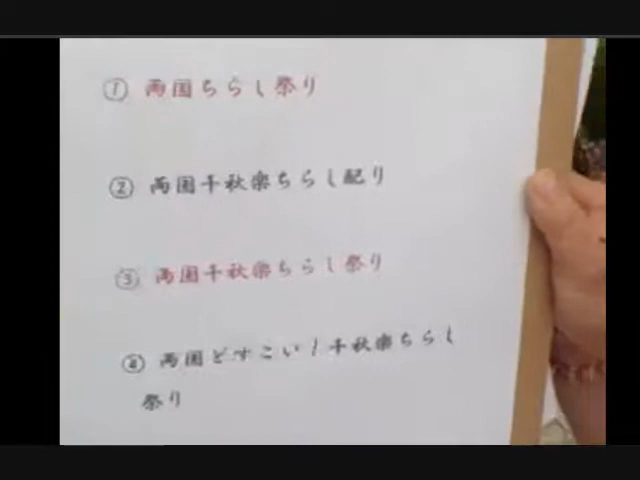 ① 両国ちらし祭り
② 両国千秋楽ちらし配り
③ 両国千秋楽ちらし祭り
④ 両国どすこい!千秋楽ちらし
祭り